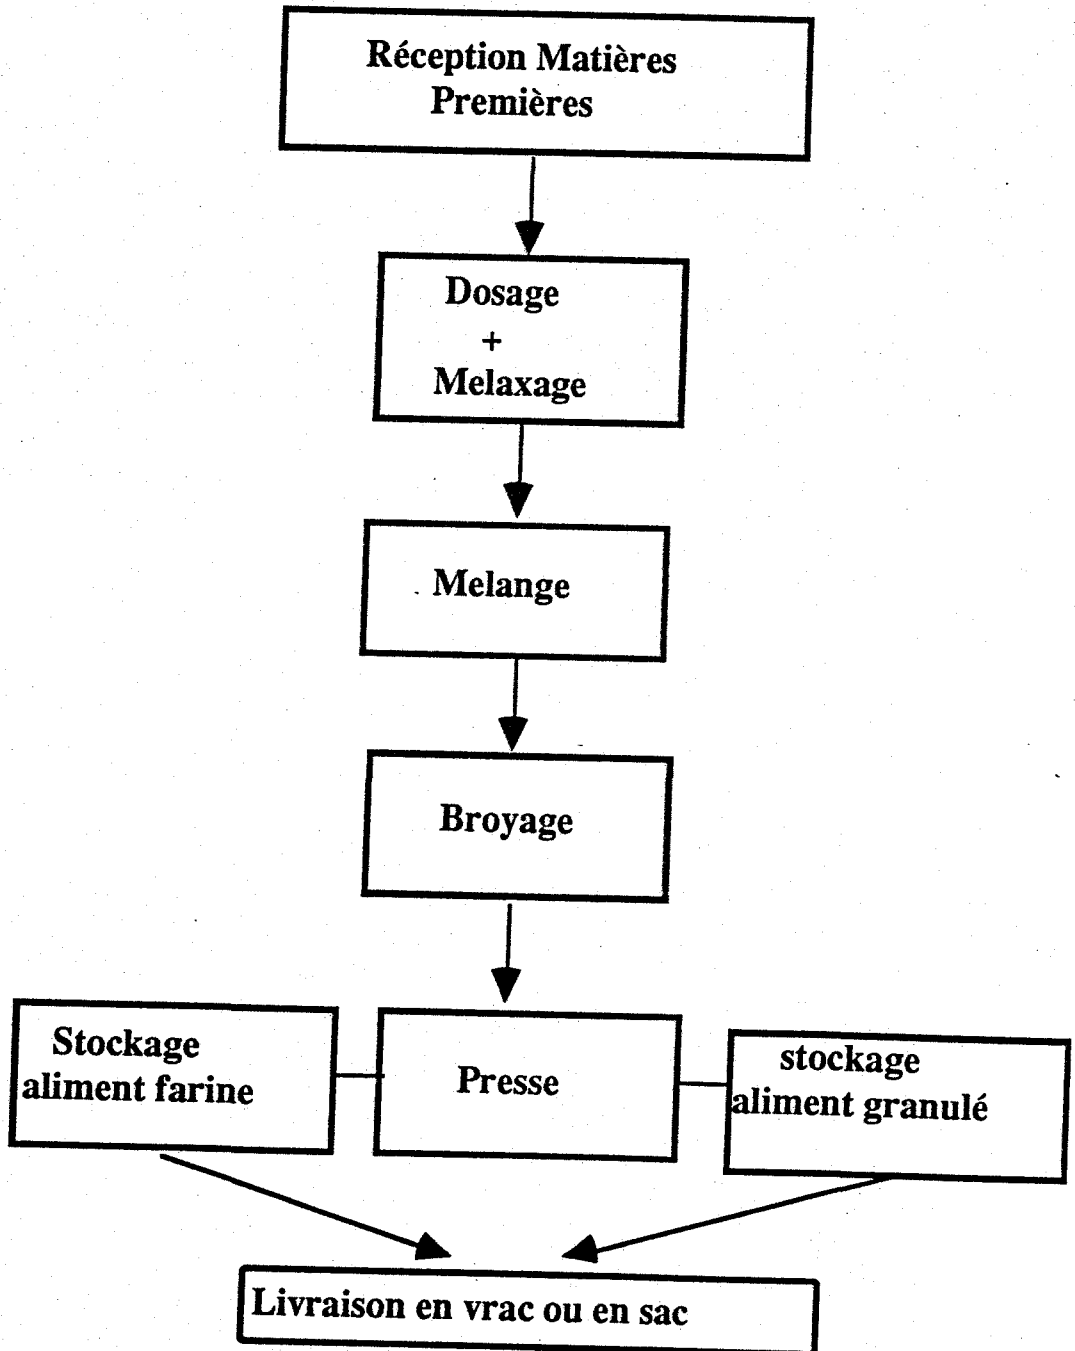 Réception Matières
Premières
Dosage
+
Melaxage
Melange
Broyage
Stockage
aliment farine
Presse
stockage
aliment granulé
Livraison en vrac ou en sac